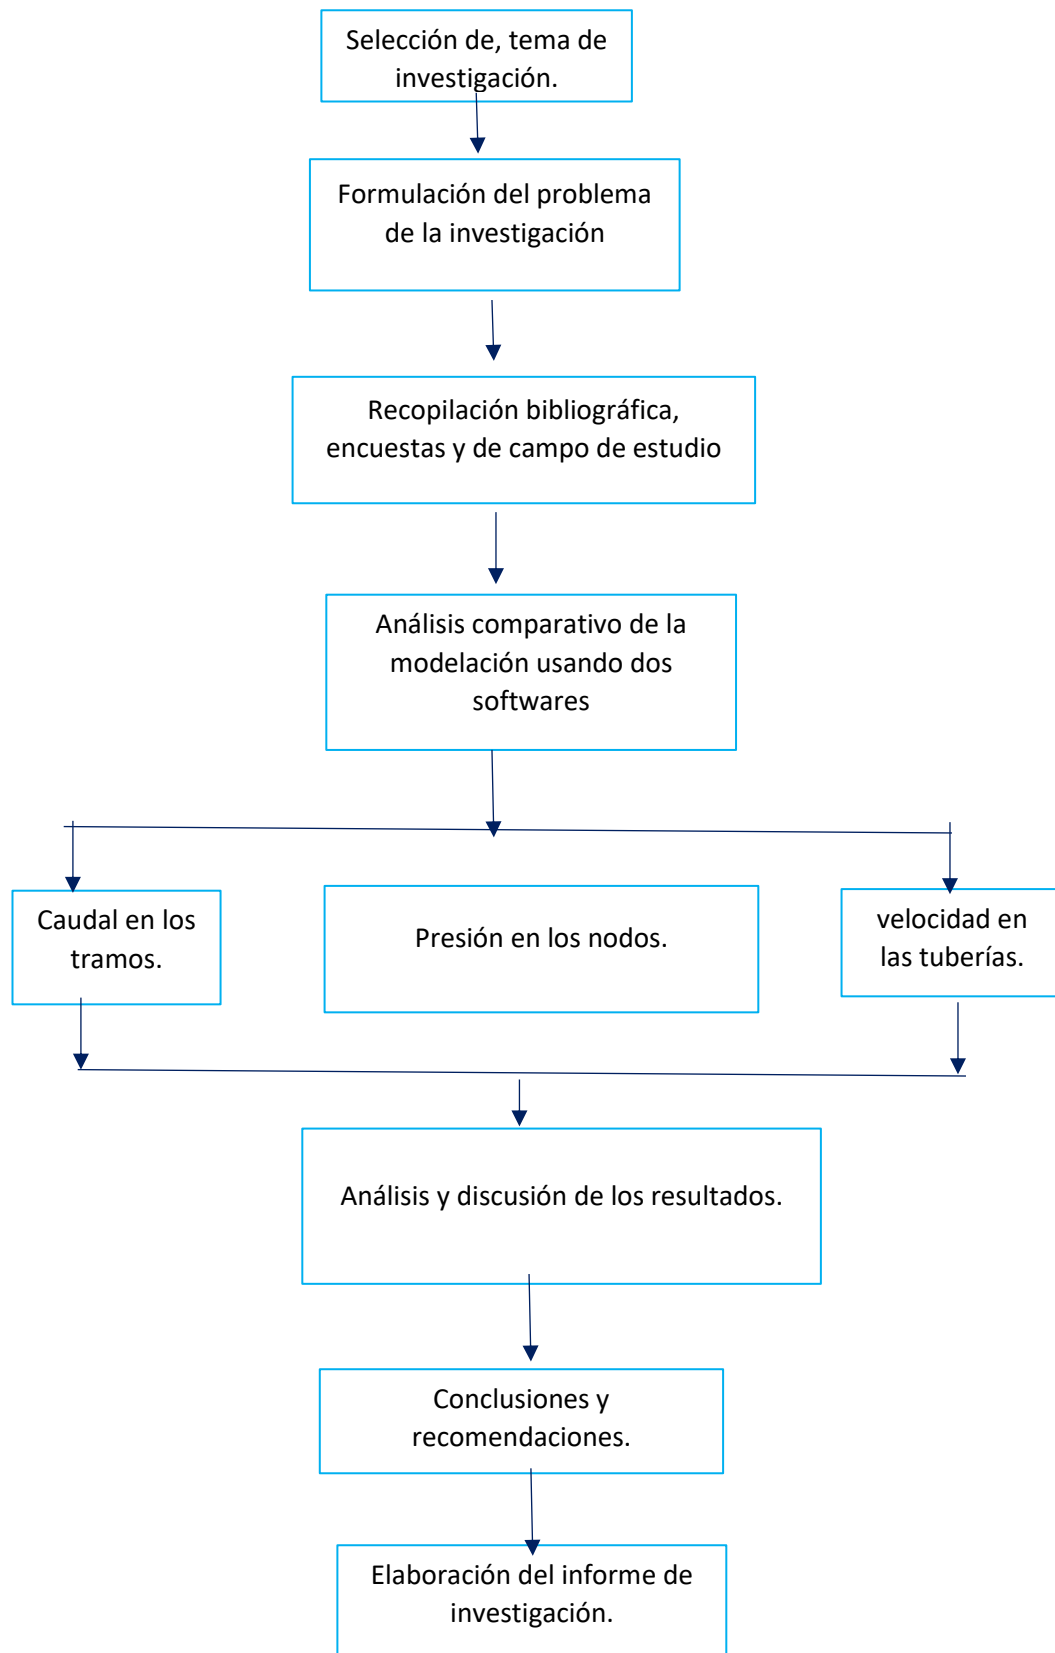 Selección de, tema de
investigación.
Formulación del problema
de la investigación
Recopilación bibliográfica,
encuestas y de campo de estudio
Análisis comparativo de la
modelación usando dos
softwares
Caudal en los
tramos.
Presión en los nodos.
velocidad en
las tuberías.
Análisis y discusión de los resultados.
Conclusiones y
recomendaciones.
Elaboración del informe de
investigación.